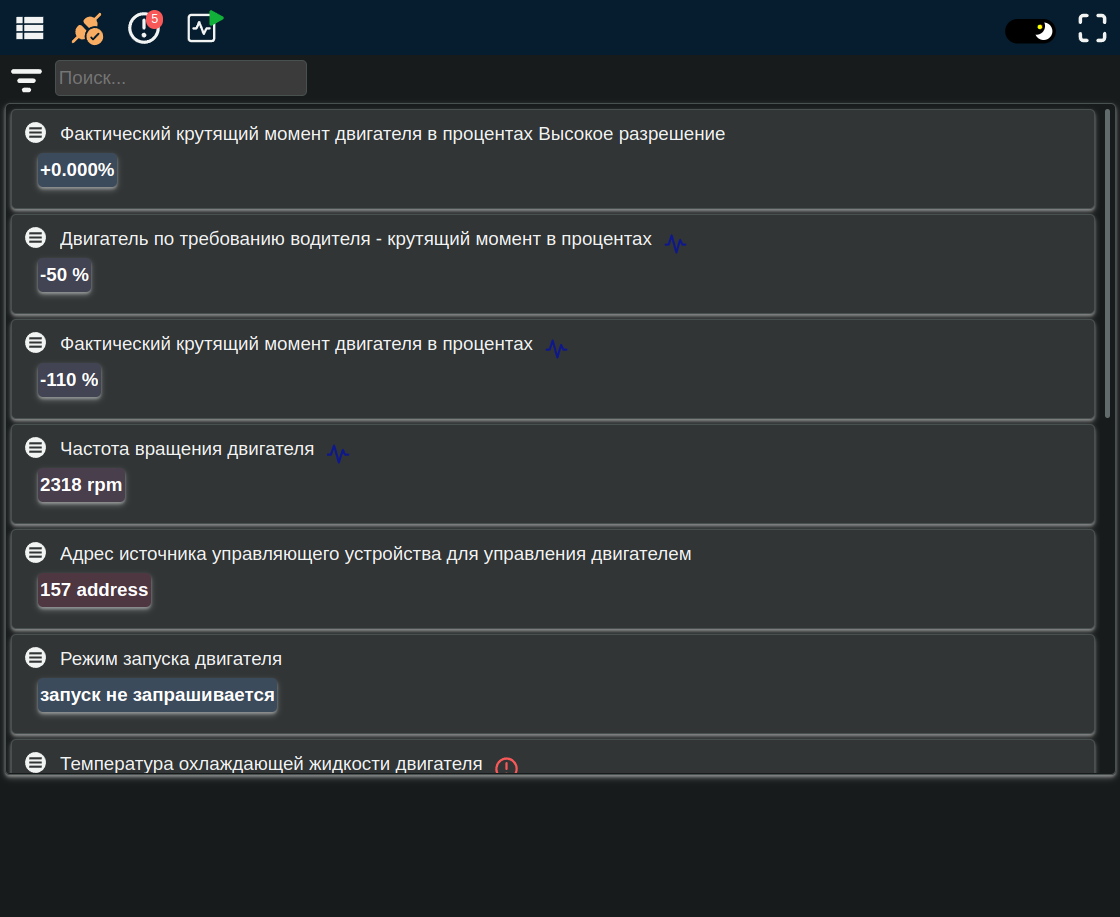 5
Поиск...
Фактический крутящий момент двигателя в процентах Высокое разрешение
+0.000%
Двигатель по требованию водителя - крутящий момент в процентах
-50 %
Фактический крутящий момент двигателя в процентах
-110 %
Частота вращения двигателя
2318 rpm
Адрес источника управляющего устройства для управления двигателем
157 address
Режим запуска двигателя
запуск не запрашивается
Температура охлаждающей жидкости двигателя